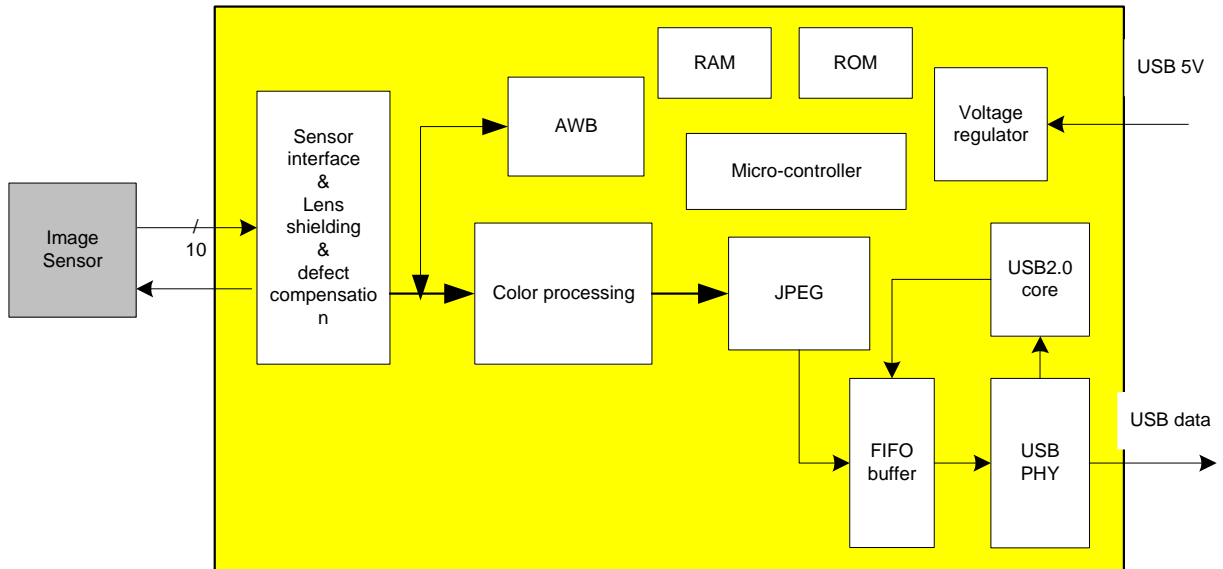 RAM
ROM
USB 5V
Voltage
regulator
AWB
Sensor
interface
&
Lens
shielding
&
defect
compensatio
n
Micro-controller
Image
Sensor
10
Color processing
JPEG
USB2.0
core
FIFO
buffer
USB
PHY
USB data